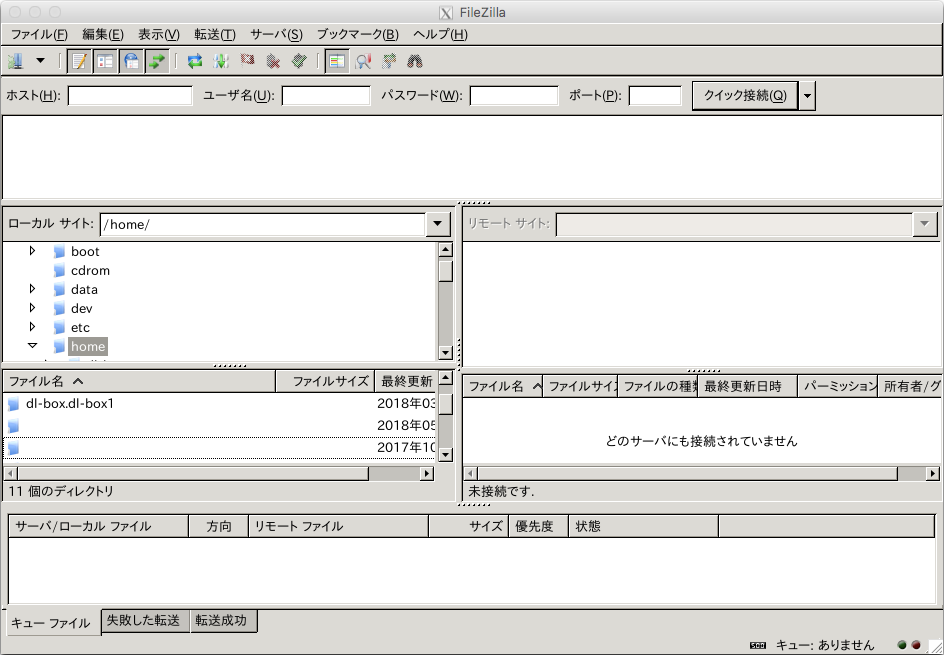 FileZilla
ファイル(F) 編集(E) 表示(V) 転送(T) サーバ(S) ブックマーク(B) ヘルプ(H)
ホスト(H): ユーザ名(U): パスワード(W): ポート(P): クイック接続(Q)
ローカル サイト: /home/
リモート サイト:
boot
cdrom
data
dev
etc
home
ファイル名 ファイルサイズ 最終更新
dl-box.dl-box1 2018年03
2018年05
2017年10
11 個のディレクトリ
ファイル名 ファイルサイズ ファイルの種類 最終更新日時 パーミッション 所有者/グ
どのサーバにも接続されていません
未接続です.
サーバ/ローカル ファイル 方向 リモート ファイル サイズ 優先度 状態
キュー ファイル 失敗した転送 転送成功
キュー: ありません